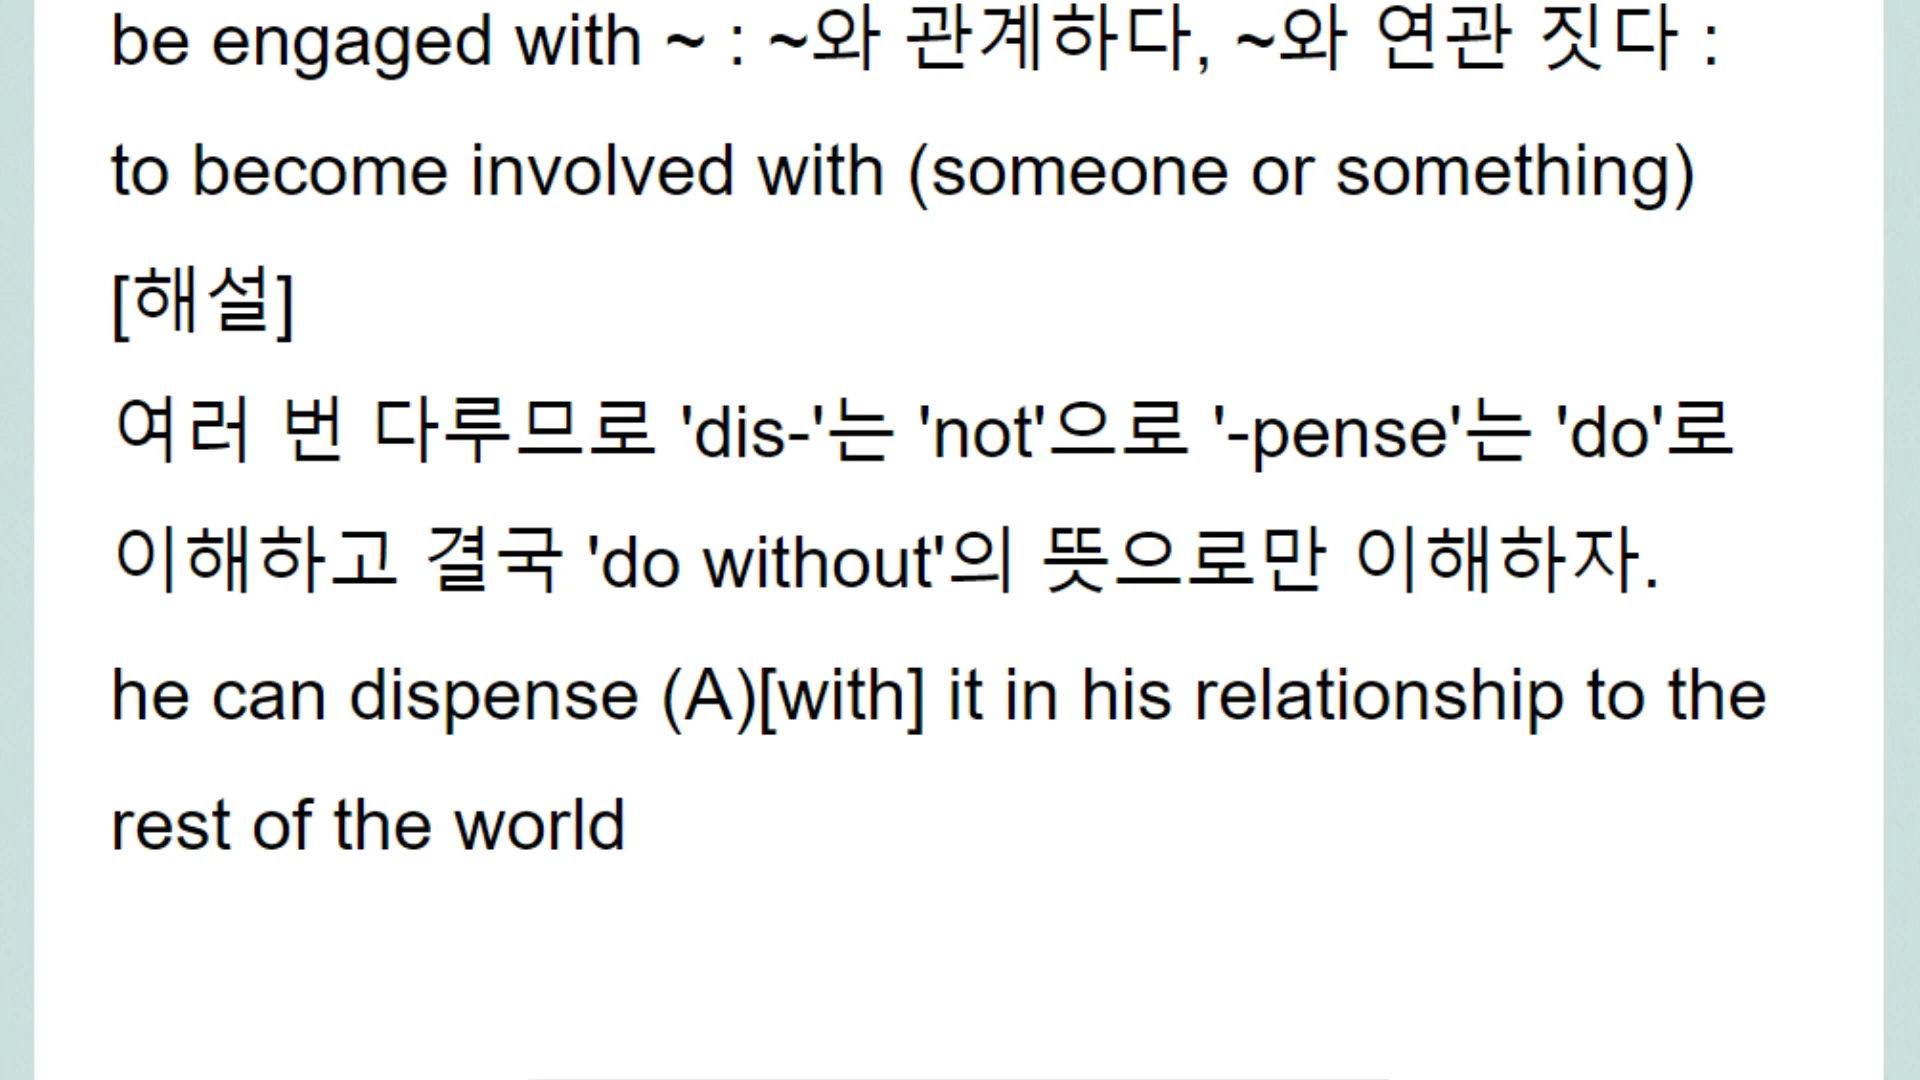 be engaged with ~ : ~와 관계하다, ~와 연관 짓다 :
to become involved with (someone or something)
[해설]
여러 번 다루므로 'dis-'는 'not'으로 '-pense'는 'do'로
이해하고 결국 'do without'의 뜻으로만 이해하자.
he can dispense (A)[with] it in his relationship to the
rest of the world